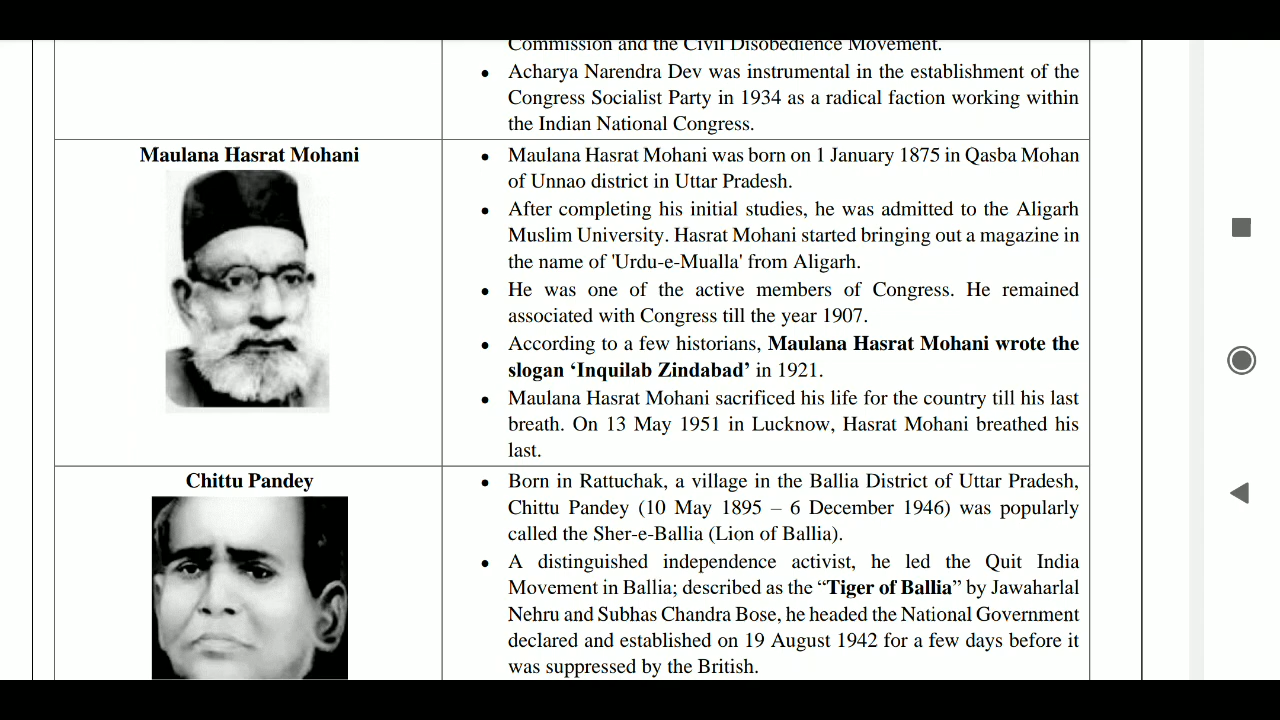 Commission and the Civil Disobedience Movement.
• Acharya Narendra Dev was instrumental in the establishment of the
Congress Socialist Party in 1934 as a radical faction working within
the Indian National Congress.
Maulana Hasrat Mohani
• Maulana Hasrat Mohani was born on 1 January 1875 in Qasba Mohan
of Unnao district in Uttar Pradesh.
• After completing his initial studies, he was admitted to the Aligarh
Muslim University. Hasrat Mohani started bringing out a magazine in
the name of 'Urdu-e-Mualla' from Aligarh.
• He was one of the active members of Congress. He remained
associated with Congress till the year 1907.
• According to a few historians, Maulana Hasrat Mohani wrote the
slogan ‘Inquilab Zindabad’ in 1921.
• Maulana Hasrat Mohani sacrificed his life for the country till his last
breath. On 13 May 1951 in Lucknow, Hasrat Mohani breathed his
last.
Chittu Pandey
• Born in Rattuchak, a village in the Ballia District of Uttar Pradesh,
Chittu Pandey (10 May 1895 – 6 December 1946) was popularly
called the Sher-e-Ballia (Lion of Ballia).
• A distinguished independence activist, he led the Quit India
Movement in Ballia; described as the “Tiger of Ballia” by Jawaharlal
Nehru and Subhas Chandra Bose, he headed the National Government
declared and established on 19 August 1942 for a few days before it
was suppressed by the British.